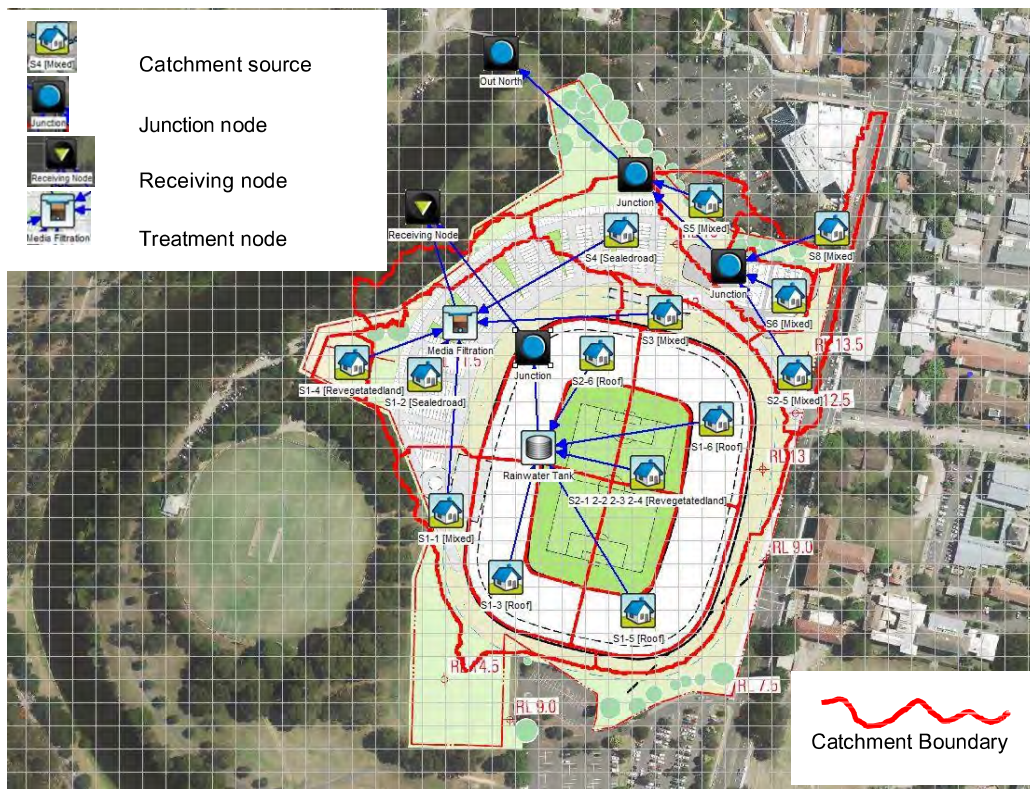 S4 [Mixed]
Catchment source
Junction
Junction node
Receiving Node
Receiving node
Media Filtration
Treatment node
Out North
Junction
S5 [Mixed]
Receiving Node
S4 [Sealedroad]
S8 [Mixed]
Junction
S6 [Mixed]
S3 [Mixed]
RL 13.5
Media Filtration
1.5
Junction
S2-6 [Roof]
S1-4 [Revegetatedland]
S1-2 [Sealedroad]
S2-5 [Mixed]
12.5
S1-6 [Roof]
RL 13
Rainwater Tank
S2-1 2-2 2-3 2-4 [Revegetatedland]
S1-1 [Mixed]
RL 9.0
S1-3 [Roof]
S1-5 [Roof]
RL 14.5
RL 7.5
RL 9.0
Catchment Boundary